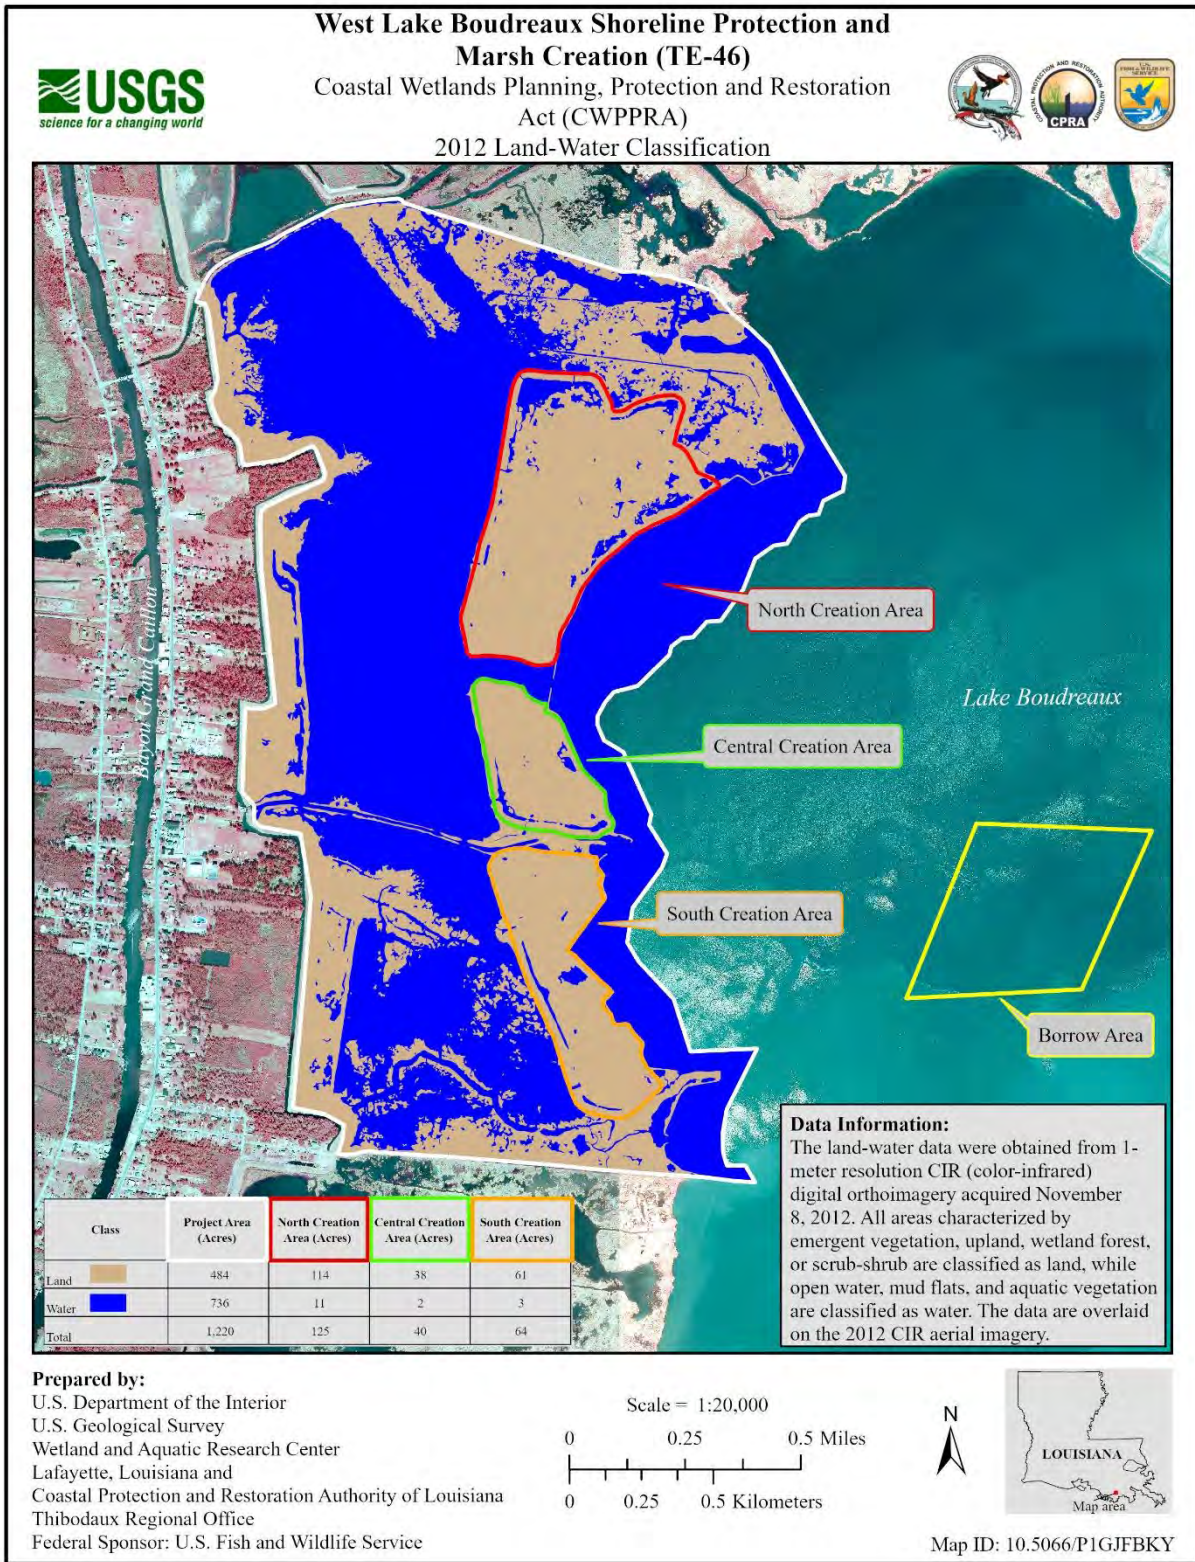 West Lake Boudreaux Shoreline Protection and
Marsh Creation (TE-46)
Coastal Wetlands Planning, Protection and Restoration
Act (CWPPRA)
2012 Land-Water Classification
USGS
science for a changing world
COASTAL PROTECTION AND RESTORATION AUTHORITY
CPRA
U.S.
FISH & WILDLIFE
SERVICE
Bayou Grand Caillou
North Creation Area
Lake Boudreaux
Central Creation Area
South Creation Area
Borrow Area
Data Information:
The land-water data were obtained from 1-
meter resolution CIR (color-infrared)
digital orthoimagery acquired November
8, 2012. All areas characterized by
emergent vegetation, upland, wetland forest,
or scrub-shrub are classified as land, while
open water, mud flats, and aquatic vegetation
are classified as water. The data are overlaid
on the 2012 CIR aerial imagery.
Class Project Area (Acres) North Creation Area (Acres) Central Creation Area (Acres) South Creation Area (Acres)
Land 484 114 38 61
Water 736 11 2 3
Total 1,220 125 40 64
Prepared by:
U.S. Department of the Interior
U.S. Geological Survey
Wetland and Aquatic Research Center
Lafayette, Louisiana and
Coastal Protection and Restoration Authority of Louisiana
Thibodaux Regional Office
Federal Sponsor: U.S. Fish and Wildlife Service
Scale = 1:20,000
0 0.25 0.5 Miles
0 0.25 0.5 Kilometers
N
LOUISIANA
Map area
Map ID: 10.5066/P1GJFBKY